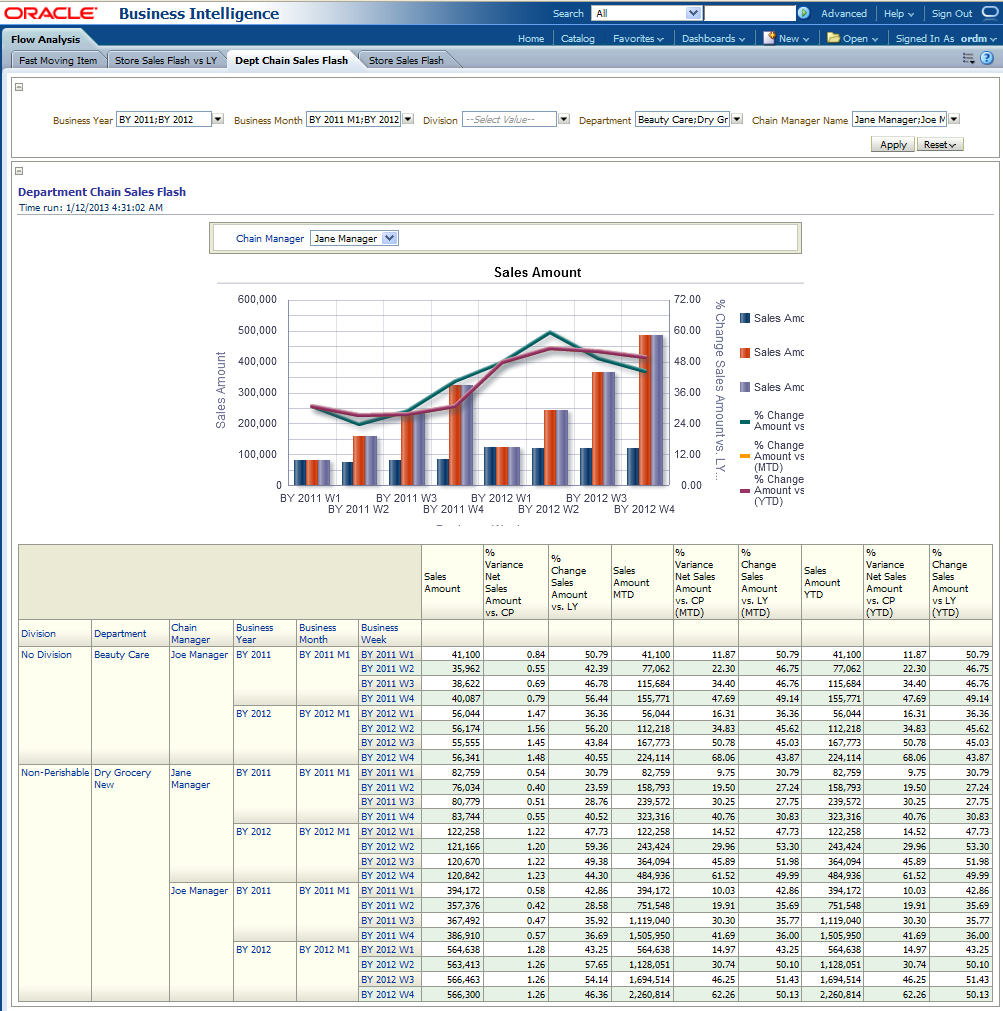 ORACLE Business Intelligence Search All Advanced Help Sign Out
Flow Analysis Home Catalog Favorites Dashboards New Open Signed In As ordm
Fast Moving Item Store Sales Flash vs LY Dept Chain Sales Flash Store Sales Flash
Business Year BY 2011;BY 2012 Business Month BY 2011 M1;BY 2012 Division --Select Value-- Department Beauty Care;Dry Gr Chain Manager Name Jane Manager;Joe M
Apply Reset
Department Chain Sales Flash
Time run: 1/12/2013 4:31:02 AM
Chain Manager Jane Manager
Sales Amount
600,000
500,000
400,000
300,000
200,000
100,000
0
Sales Amount
72.00
60.00
48.00
36.00
24.00
12.00
0.00
% Change Sales Amount vs. LY...
BY 2011 W1 BY 2011 W3 BY 2012 W1 BY 2012 W3
BY 2011 W2 BY 2011 W4 BY 2012 W2 BY 2012 W4
Sales Amo
Sales Amo
Sales Amo
% Change
Amount vs
% Change
Amount vs
(MTD)
% Change
Amount vs
(YTD)
Sales Amount % Variance Net Sales Amount vs. CP % Change Sales Amount vs. LY Sales Amount MTD % Variance Net Sales Amount vs. CP (MTD) % Change Sales Amount vs. LY (MTD) Sales Amount YTD % Variance Net Sales Amount vs. CP (YTD) % Change Sales Amount vs LY (YTD)
Division Department Chain Manager Business Year Business Month Business Week
No Division Beauty Care Joe Manager BY 2011 BY 2011 M1 BY 2011 W1 41,100 0.84 50.79 41,100 11.87 50.79 41,100 11.87 50.79
BY 2011 W2 35,962 0.55 42.39 77,062 22.30 46.75 77,062 22.30 46.75
BY 2011 W3 38,622 0.69 46.78 115,684 34.40 46.76 115,684 34.40 46.76
BY 2011 W4 40,087 0.79 56.44 155,771 47.69 49.14 155,771 47.69 49.14
BY 2012 BY 2012 M1 BY 2012 W1 56,044 1.47 36.36 56,044 16.31 36.36 56,044 16.31 36.36
BY 2012 W2 56,174 1.56 56.20 112,218 34.83 45.62 112,218 34.83 45.62
BY 2012 W3 55,555 1.45 43.84 167,773 50.78 45.03 167,773 50.78 45.03
BY 2012 W4 56,341 1.48 40.55 224,114 68.06 43.87 224,114 68.06 43.87
Non-Perishable Dry Grocery New Jane Manager BY 2011 BY 2011 M1 BY 2011 W1 82,759 0.54 30.79 82,759 9.75 30.79 82,759 9.75 30.79
BY 2011 W2 76,034 0.40 23.59 158,793 19.50 27.24 158,793 19.50 27.24
BY 2011 W3 80,779 0.51 28.76 239,572 30.25 27.75 239,572 30.25 27.75
BY 2011 W4 83,744 0.55 40.52 323,316 40.76 30.83 323,316 40.76 30.83
BY 2012 BY 2012 M1 BY 2012 W1 122,258 1.22 47.73 122,258 14.52 47.73 122,258 14.52 47.73
BY 2012 W2 121,166 1.20 59.36 243,424 29.96 53.30 243,424 29.96 53.30
BY 2012 W3 120,670 1.22 49.38 364,094 45.89 51.98 364,094 45.89 51.98
BY 2012 W4 120,842 1.23 44.30 484,936 61.52 49.99 484,936 61.52 49.99
Joe Manager BY 2011 BY 2011 M1 BY 2011 W1 394,172 0.58 42.86 394,172 10.03 42.86 394,172 10.03 42.86
BY 2011 W2 357,376 0.42 28.58 751,548 19.91 35.69 751,548 19.91 35.69
BY 2011 W3 367,492 0.47 35.92 1,119,040 30.30 35.77 1,119,040 30.30 35.77
BY 2011 W4 386,910 0.57 36.69 1,505,950 41.69 36.00 1,505,950 41.69 36.00
BY 2012 BY 2012 M1 BY 2012 W1 564,638 1.28 43.25 564,638 14.97 43.25 564,638 14.97 43.25
BY 2012 W2 563,413 1.26 57.65 1,128,051 30.74 50.10 1,128,051 30.74 50.10
BY 2012 W3 566,463 1.26 54.14 1,694,514 46.25 51.43 1,694,514 46.25 51.43
BY 2012 W4 566,300 1.26 46.36 2,260,814 62.26 50.13 2,260,814 62.26 50.13